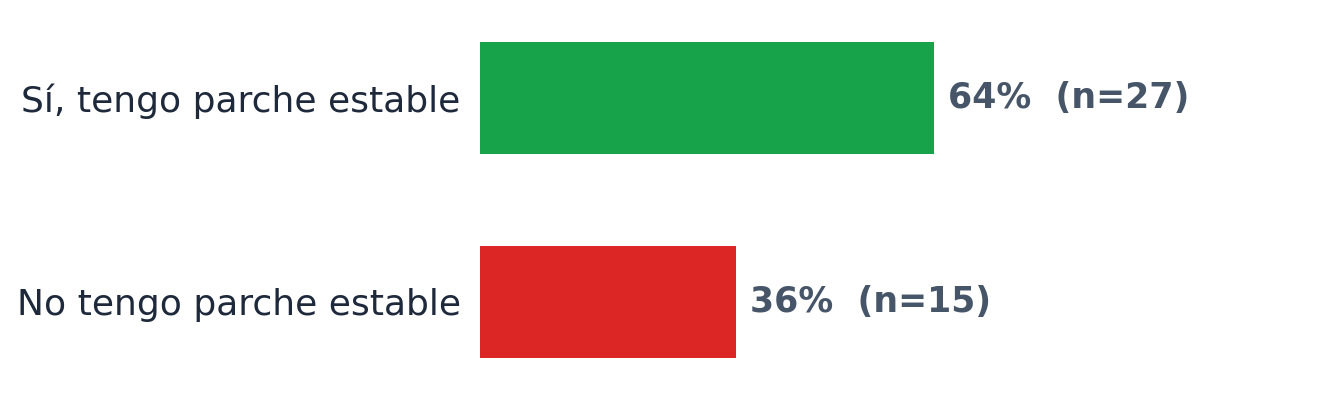 Sí, tengo parche estable 64% (n=27)
No tengo parche estable 36% (n=15)